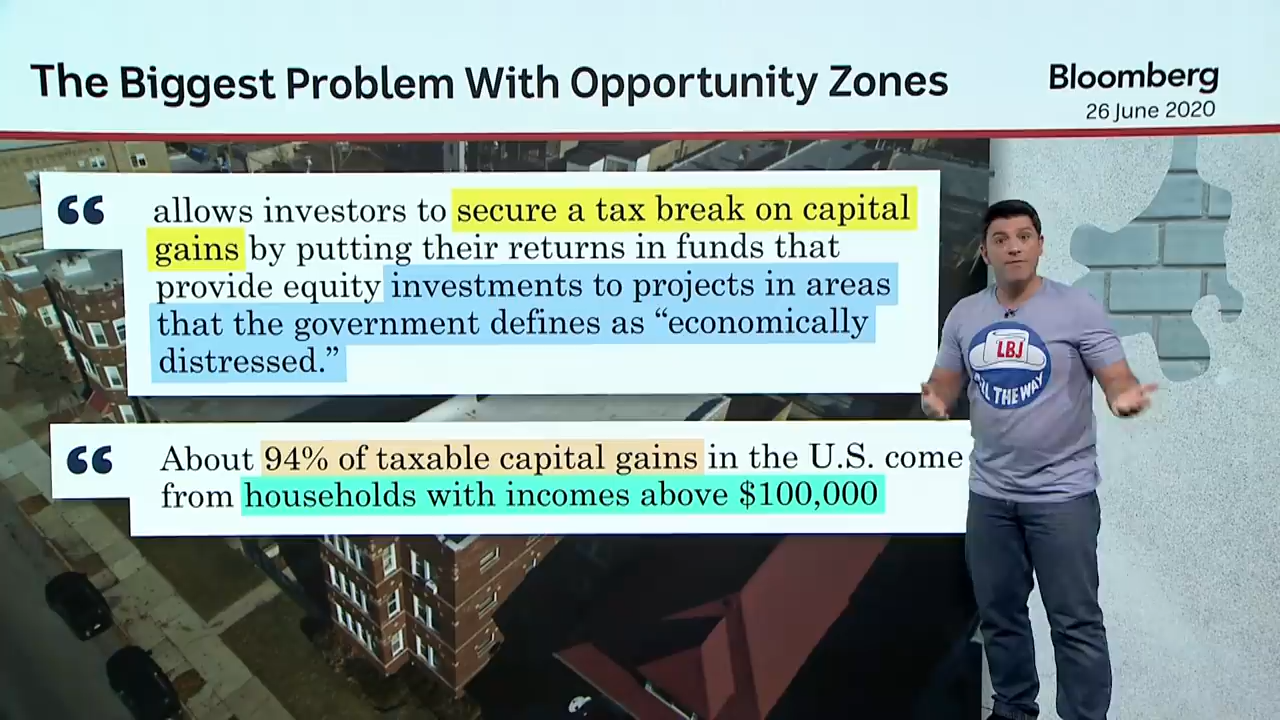 The Biggest Problem With Opportunity Zones
Bloomberg
26 June 2020
“ allows investors to secure a tax break on capital
gains by putting their returns in funds that
provide equity investments to projects in areas
that the government defines as “economically
distressed.”
“ About 94% of taxable capital gains in the U.S. come
from households with incomes above $100,000
LBJ
THE WAY